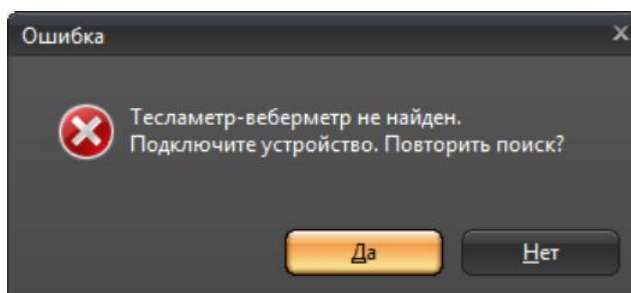 Ошибка
Тесламетр-веберметр не найден.
Подключите устройство. Повторить поиск?
Да
Нет